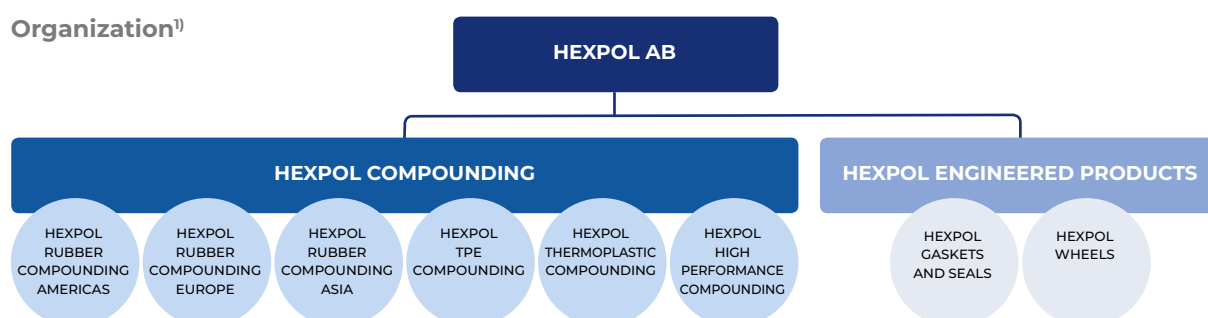 Organization¹⁾
HEXPOL AB
HEXPOL COMPOUNDING
HEXPOL ENGINEERED PRODUCTS
HEXPOL
RUBBER
COMPOUNDING
AMERICAS
HEXPOL
RUBBER
COMPOUNDING
EUROPE
HEXPOL
RUBBER
COMPOUNDING
ASIA
HEXPOL
TPE
COMPOUNDING
HEXPOL
THERMOPLASTIC
COMPOUNDING
HEXPOL
HIGH
PERFORMANCE
COMPOUNDING
HEXPOL
GASKETS
AND SEALS
HEXPOL
WHEELS